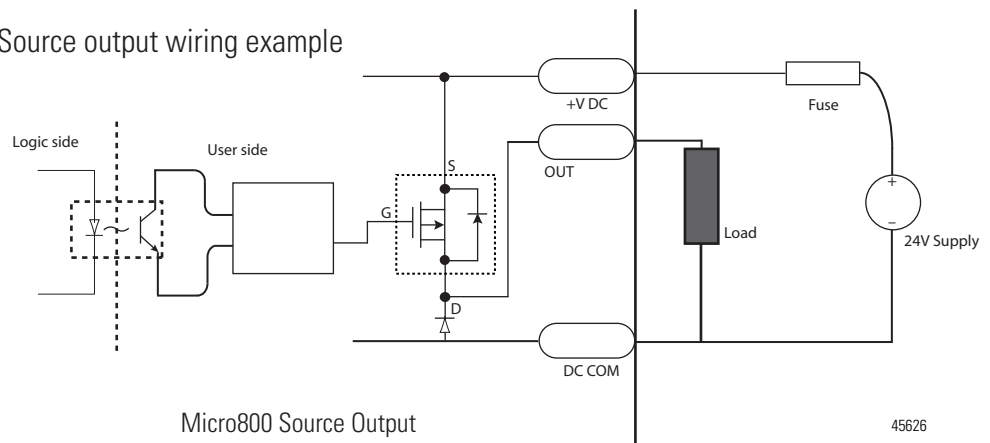 Source output wiring example
+V DC
Fuse
Logic side
User side
OUT
S
G
+
–
Load
24V Supply
D
DC COM
Micro800 Source Output
45626